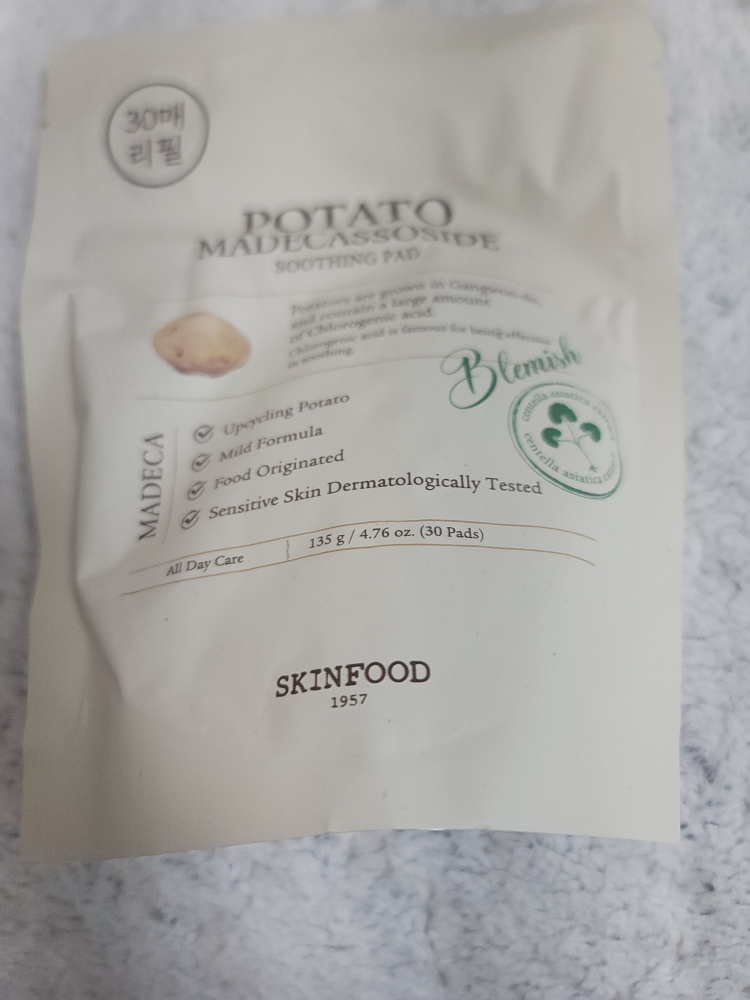 30매
리필
POTATO
MADECASSOSIDE
SOOTHING PAD
Potatoes are grown in Gangwon-do,
and contain a large amount
of Chlorogenic acid.
Chlorogenic acid is famous for being effective
in soothing.
Blemish
centella asiatica
centella asiatica
MADECA
Upcycling Potato
Mild Formula
Food Originated
Sensitive Skin Dermatologically Tested
All Day Care
135 g / 4.76 oz. (30 Pads)
SKINFOOD
1957